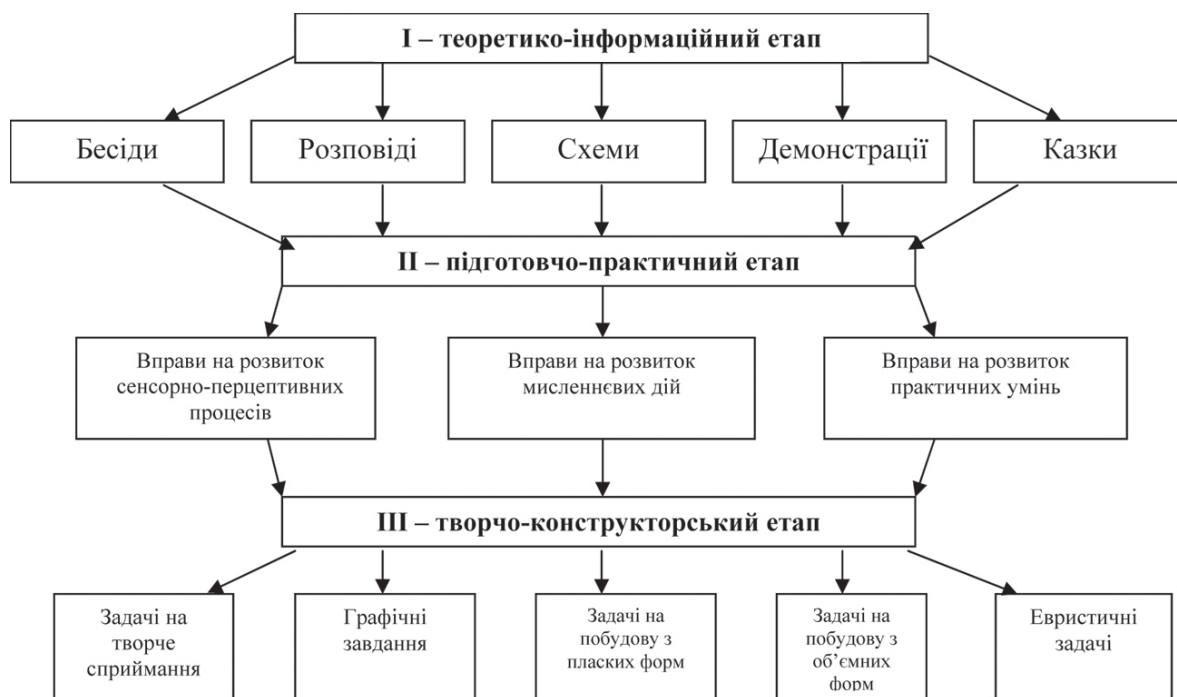 І – теоретико-інформаційний етап
Бесіди
Розповіді
Схеми
Демонстрації
Казки
ІІ – підготовчо-практичний етап
Вправи на розвиток
сенсорно-перцептивних
процесів
Вправи на розвиток
мисленнєвих дій
Вправи на розвиток
практичних умінь
ІІІ – творчо-конструкторський етап
Задачі на
творче
сприймання
Графічні
завдання
Задачі на
побудову з
пласких форм
Задачі на
побудову з
об’ємних
форм
Евристичні
задачі